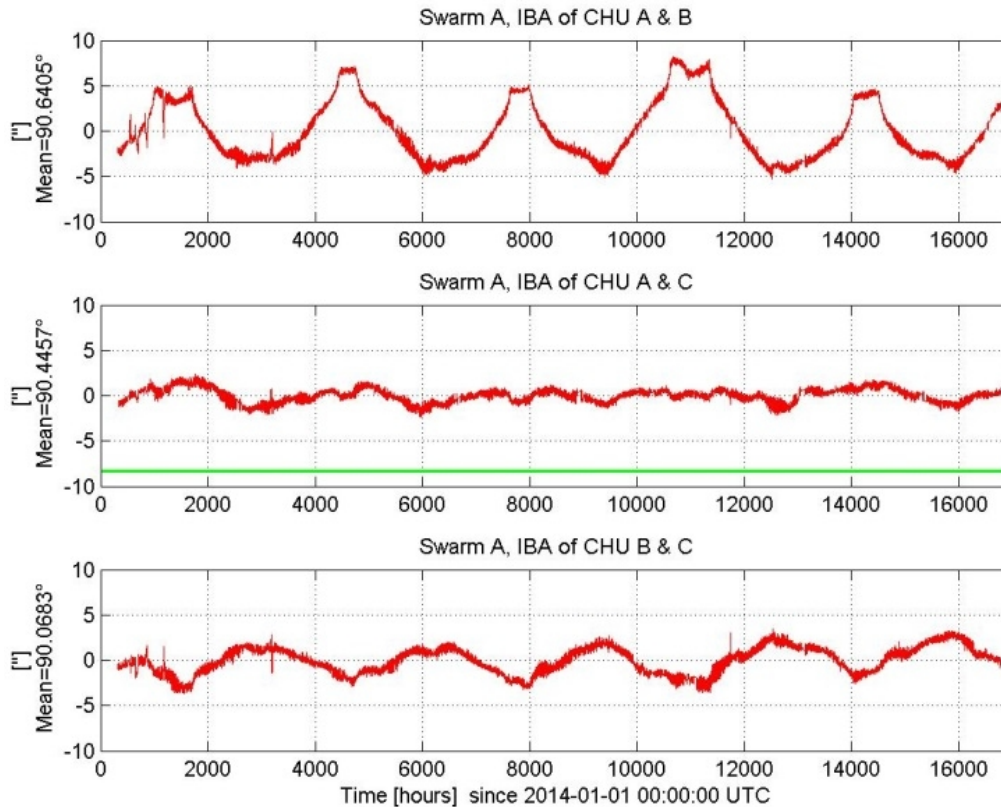 Swarm A, IBA of CHU A & B
["]
Mean=90.6405°
10
5
0
-5
-10
0 2000 4000 6000 8000 10000 12000 14000 16000
Swarm A, IBA of CHU A & C
["]
Mean=90.4457°
10
5
0
-5
-10
0 2000 4000 6000 8000 10000 12000 14000 16000
Swarm A, IBA of CHU B & C
["]
Mean=90.0683°
10
5
0
-5
-10
0 2000 4000 6000 8000 10000 12000 14000 16000
Time [hours]  since 2014-01-01 00:00:00 UTC